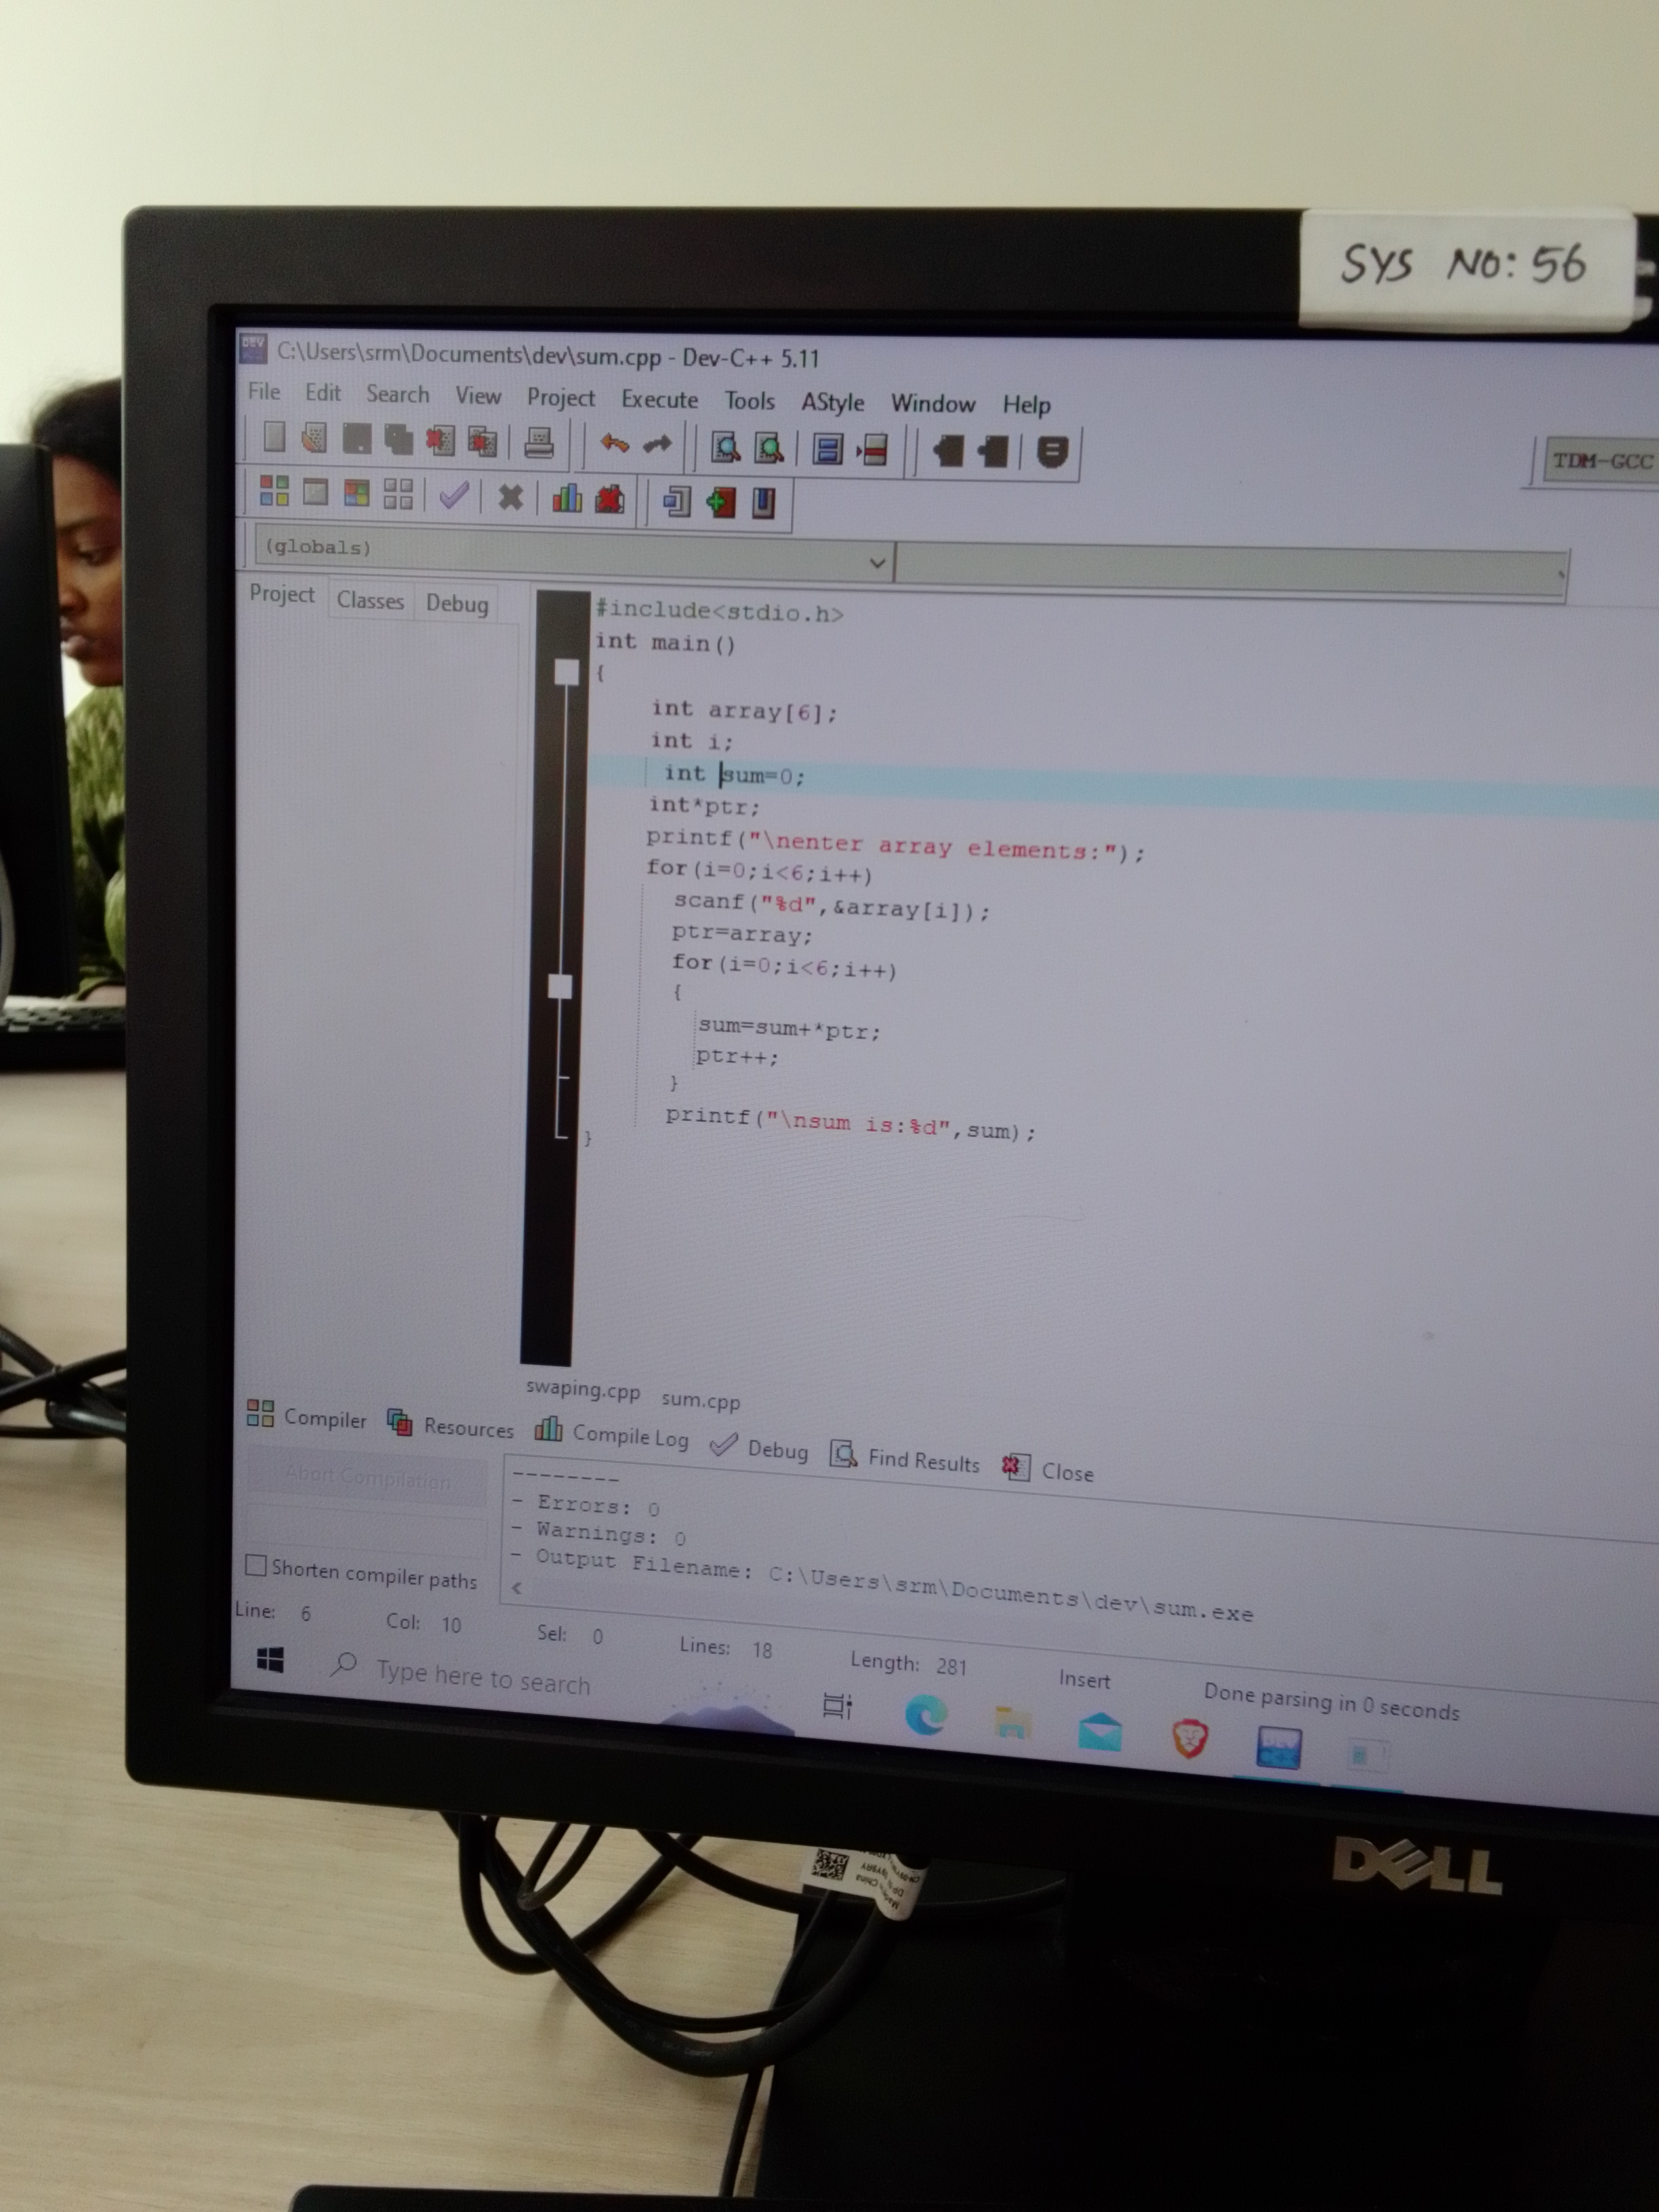 SYS NO: 56
DEV
C:\Users\srm\Documents\dev\sum.cpp - Dev-C++ 5.11
File Edit Search View Project Execute Tools AStyle Window Help
TDM-GCC
(globals)
Project Classes Debug
#include<stdio.h>
int main()
{
int array[6];
int i;
int sum=0;
int*ptr;
printf("\nenter array elements:");
for(i=0;i<6;i++)
scanf("%d",&array[i]);
ptr=array;
for(i=0;i<6;i++)
{
sum=sum+*ptr;
ptr++;
}
printf("\nsum is:%d",sum);
}
swaping.cpp sum.cpp
Compiler Resources Compile Log Debug Find Results Close
Abort Compilation
--------
- Errors: 0
- Warnings: 0
- Output Filename: C:\Users\srm\Documents\dev\sum.exe
Shorten compiler paths
Line: 6 Col: 10 Sel: 0 Lines: 18 Length: 281 Insert Done parsing in 0 seconds
Type here to search
DELL